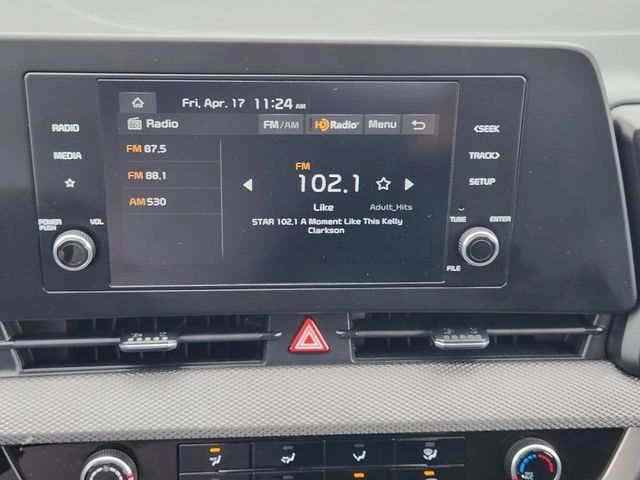 Fri, Apr. 17 11:24 AM
Radio FM/AM HD Radio Menu
RADIO
MEDIA
POWER PUSH VOL
FM 87.5
FM 88.1
AM 530
FM
102.1
Like Adult_Hits
STAR 102.1 A Moment Like This Kelly
Clarkson
<SEEK
TRACK>
SETUP
TUNE ENTER
FILE